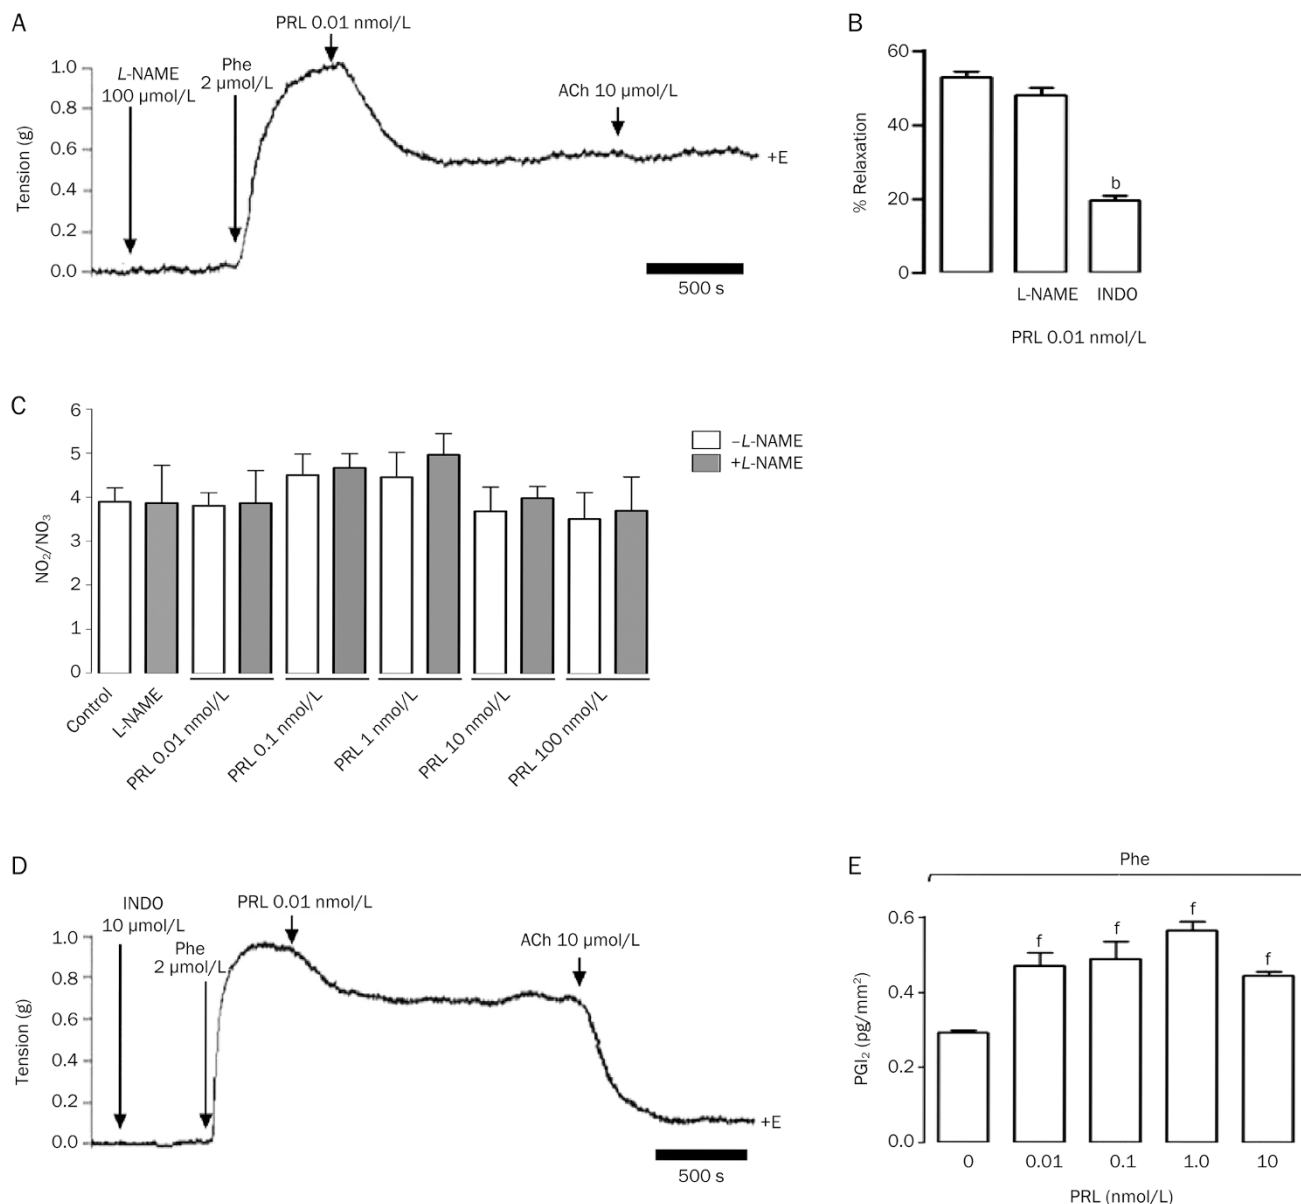 A
PRL 0.01 nmol/L
L-NAME
100 µmol/L
Phe
2 µmol/L
ACh 10 µmol/L
Tension (g)
1.0
0.8
0.6
0.4
0.2
0.0
+E
500 s
B
% Relaxation
60
40
20
0
b
L-NAME INDO
PRL 0.01 nmol/L
C
NO₂/NO₃
6
5
4
3
2
1
0
–L-NAME
+L-NAME
Control
L-NAME
PRL 0.01 nmol/L
PRL 0.1 nmol/L
PRL 1 nmol/L
PRL 10 nmol/L
PRL 100 nmol/L
D
INDO
10 µmol/L
Phe
2 µmol/L
PRL 0.01 nmol/L
ACh 10 µmol/L
Tension (g)
1.0
0.8
0.6
0.4
0.2
0.0
+E
500 s
E
Phe
PGI₂ (pg/mm²)
0.6
0.4
0.2
0.0
f
f
f
f
0 0.01 0.1 1.0 10
PRL (nmol/L)